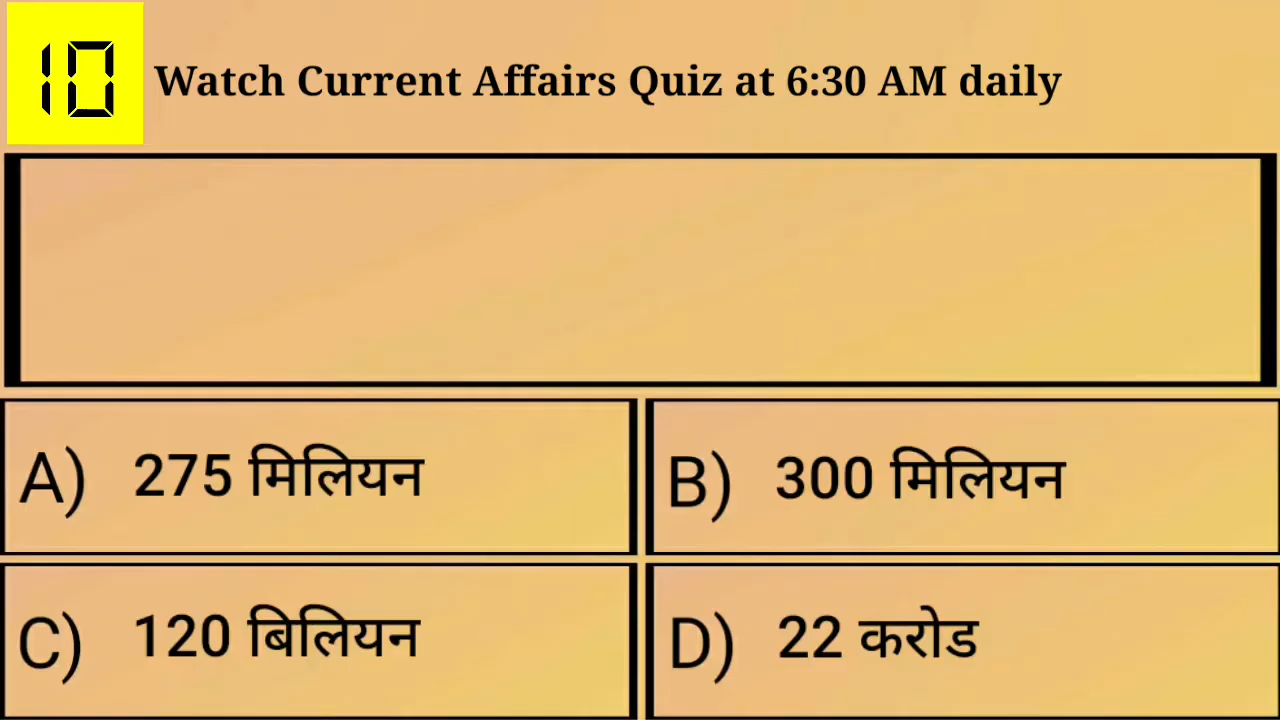 10
Watch Current Affairs Quiz at 6:30 AM daily
A) 275 मिलियन
B) 300 मिलियन
C) 120 बिलियन
D) 22 करोड